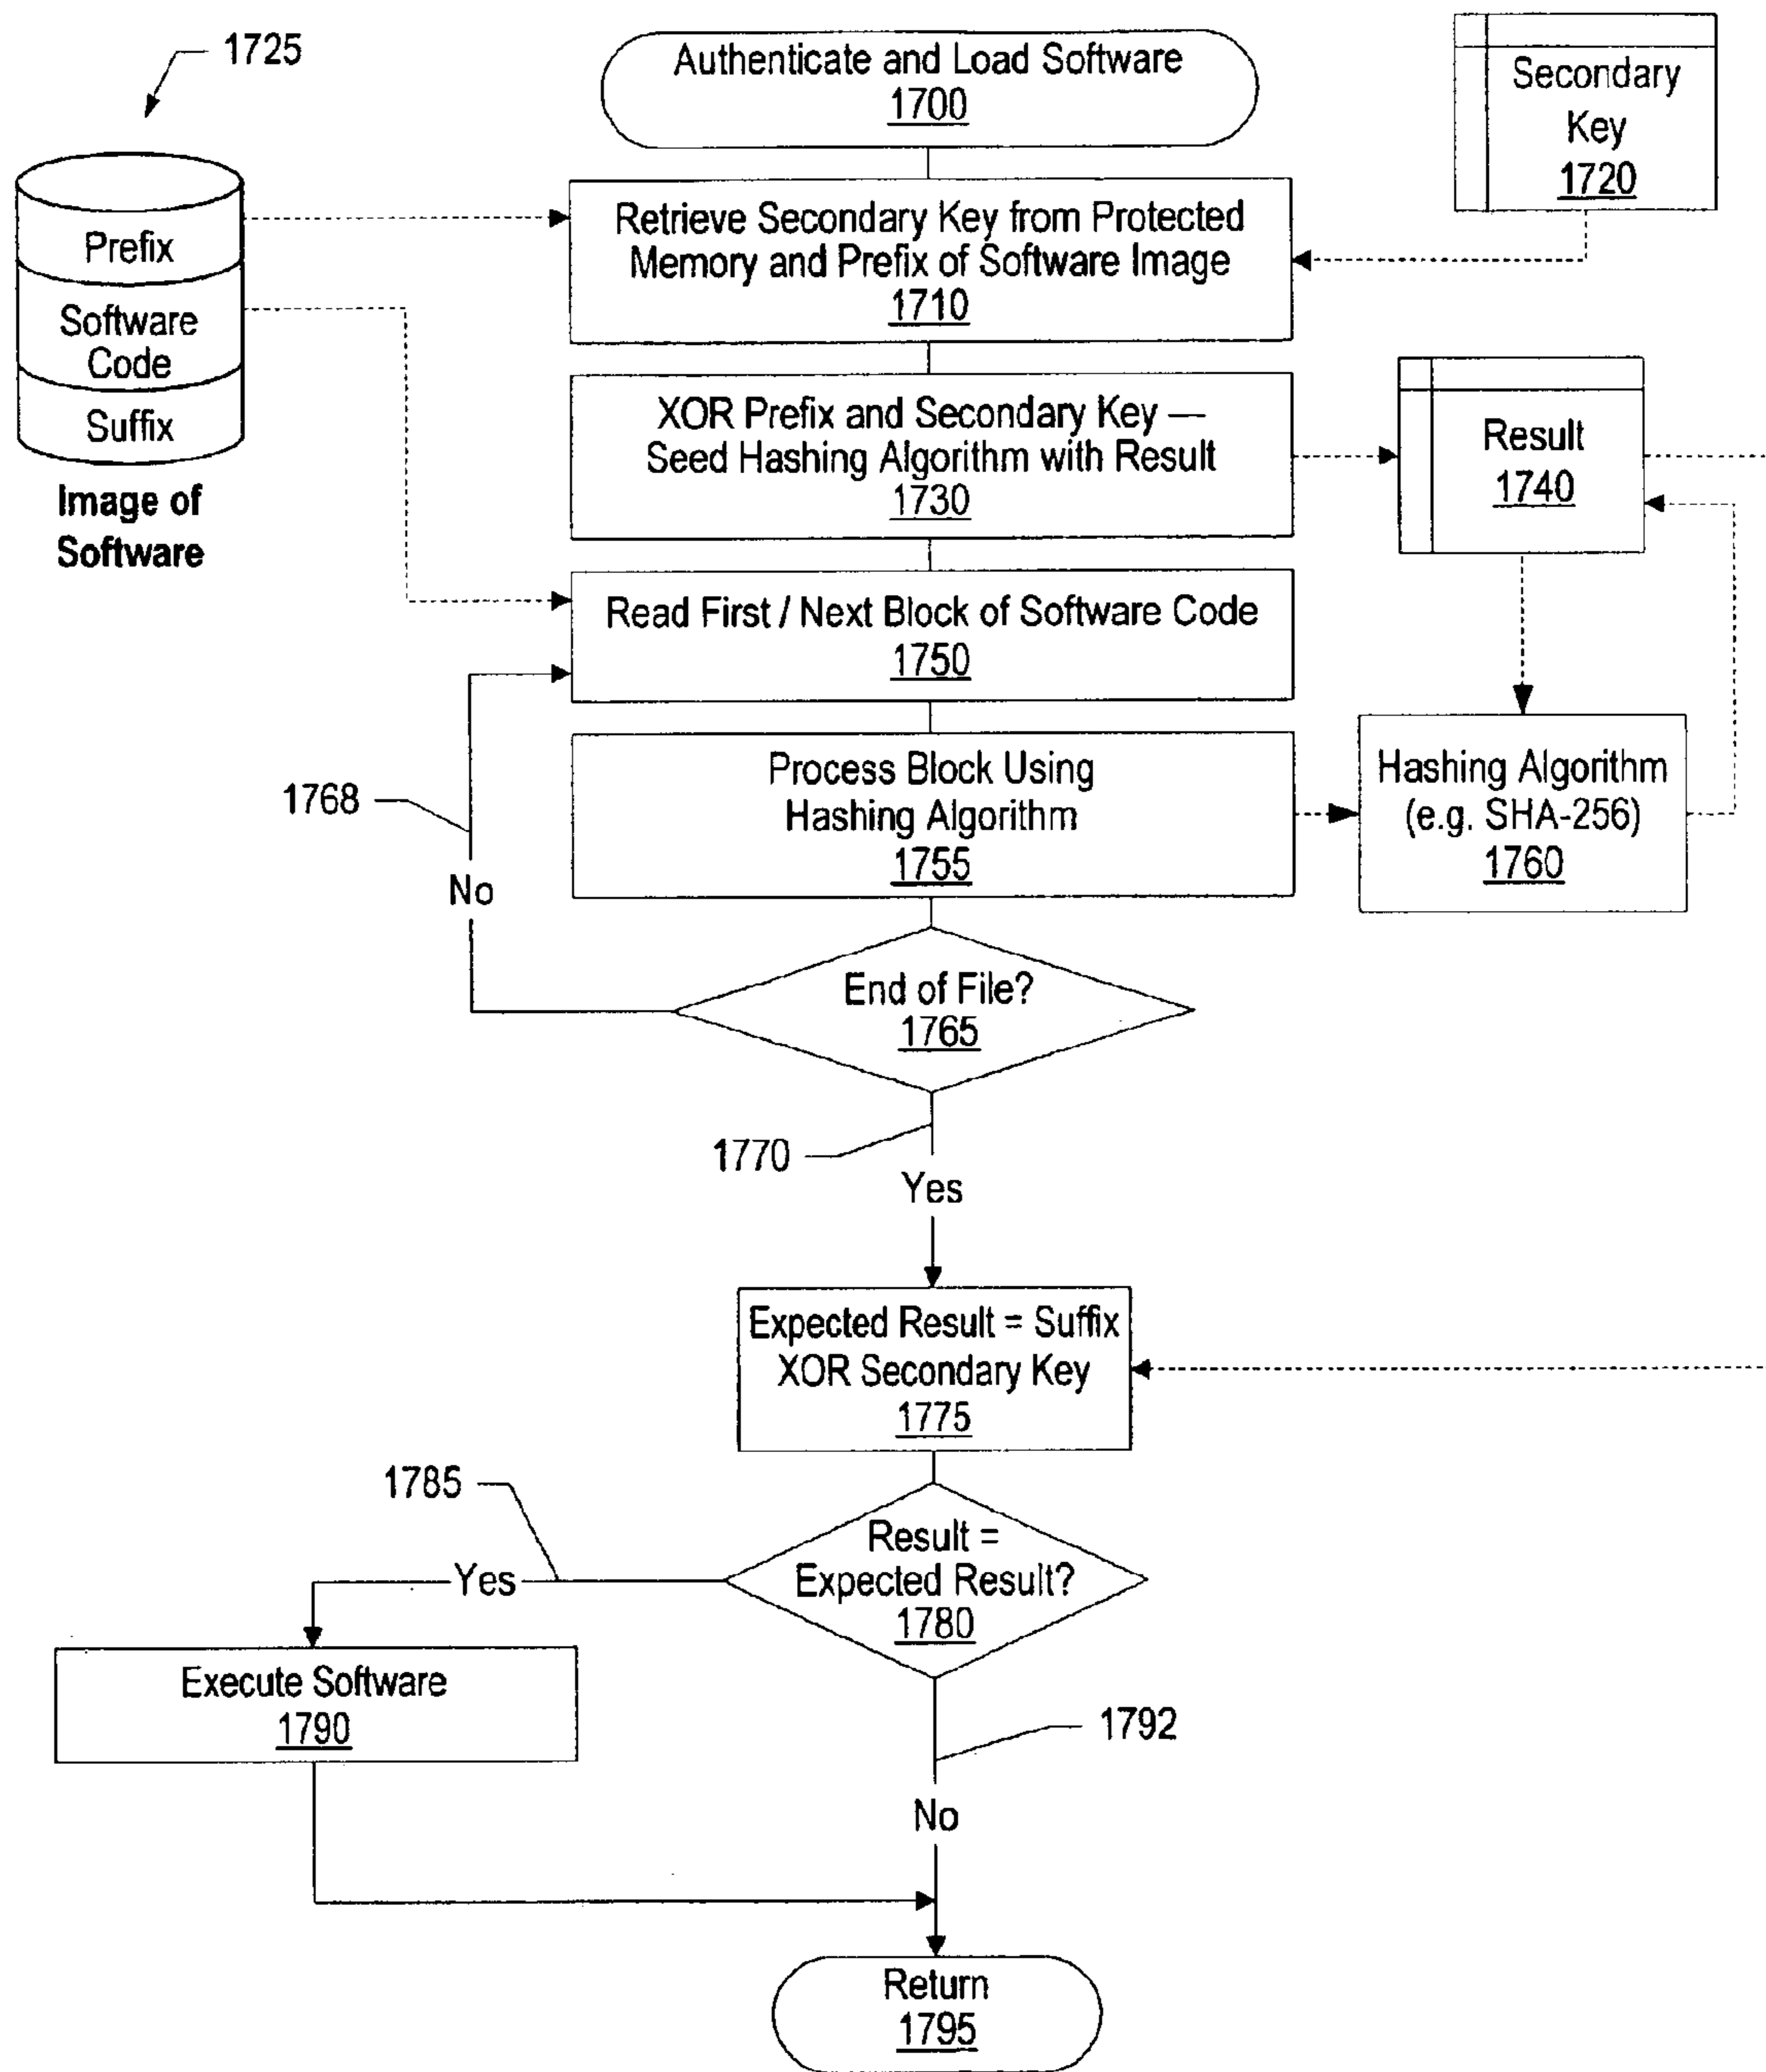 1725
Authenticate and Load Software
1700
Secondary
Key
1720
Prefix
Software
Code
Suffix
Image of
Software
Retrieve Secondary Key from Protected
Memory and Prefix of Software Image
1710
XOR Prefix and Secondary Key —
Seed Hashing Algorithm with Result
1730
Result
1740
Read First / Next Block of Software Code
1750
Process Block Using
Hashing Algorithm
1755
Hashing Algorithm
(e.g. SHA-256)
1760
1768
No
End of File?
1765
1770
Yes
Expected Result = Suffix
XOR Secondary Key
1775
1785
Result =
Expected Result?
1780
Yes
Execute Software
1790
1792
No
Return
1795